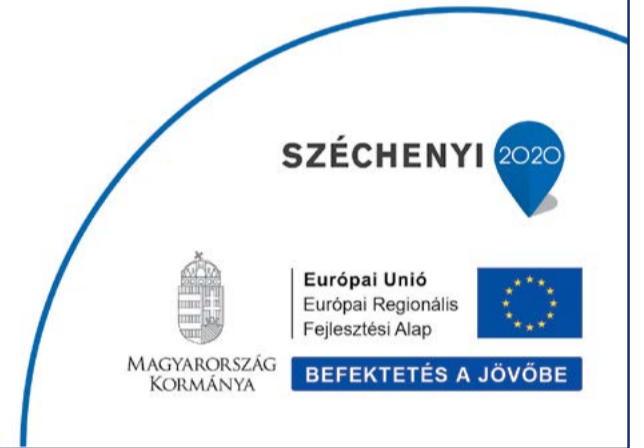 SZÉCHENYI 2020
Európai Unió
Európai Regionális
Fejlesztési Alap
MAGYARORSZÁG
KORMÁNYA
BEFEKTETÉS A JÖVŐBE